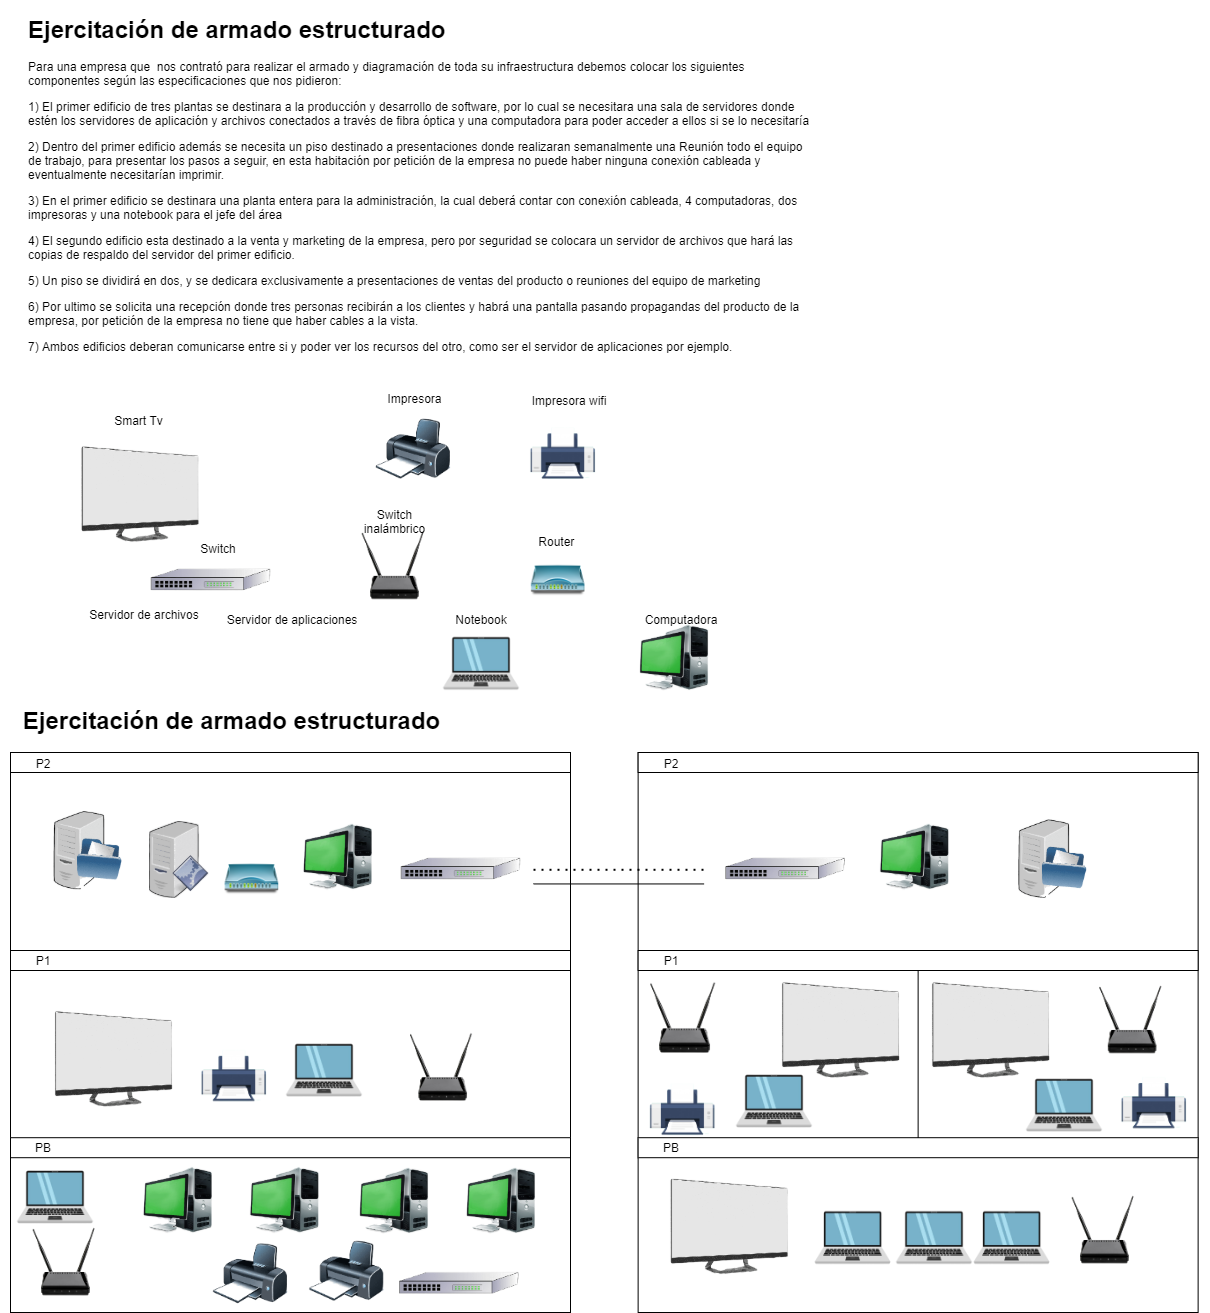 Ejercitación de armado estructurado
Para una empresa que  nos contrató para realizar el armado y diagramación de toda su infraestructura debemos colocar los siguientes
componentes según las especificaciones que nos pidieron:
1) El primer edificio de tres plantas se destinara a la producción y desarrollo de software, por lo cual se necesitara una sala de servidores donde
estén los servidores de aplicación y archivos conectados a través de fibra óptica y una computadora para poder acceder a ellos si se lo necesitaría
2) Dentro del primer edificio además se necesita un piso destinado a presentaciones donde realizaran semanalmente una Reunión todo el equipo
de trabajo, para presentar los pasos a seguir, en esta habitación por petición de la empresa no puede haber ninguna conexión cableada y
eventualmente necesitarían imprimir.
3) En el primer edificio se destinara una planta entera para la administración, la cual deberá contar con conexión cableada, 4 computadoras, dos
impresoras y una notebook para el jefe del área
4) El segundo edificio esta destinado a la venta y marketing de la empresa, pero por seguridad se colocara un servidor de archivos que hará las
copias de respaldo del servidor del primer edificio.
5) Un piso se dividirá en dos, y se dedicara exclusivamente a presentaciones de ventas del producto o reuniones del equipo de marketing
6) Por ultimo se solicita una recepción donde tres personas recibirán a los clientes y habrá una pantalla pasando propagandas del producto de la
empresa, por petición de la empresa no tiene que haber cables a la vista.
7) Ambos edificios deberan comunicarse entre si y poder ver los recursos del otro, como ser el servidor de aplicaciones por ejemplo.
Impresora
Impresora wifi
Smart Tv
Switch
inalámbrico
Switch
Router
Servidor de archivos
Servidor de aplicaciones
Notebook
Computadora
Ejercitación de armado estructurado
P2
P2
P1
P1
PB
PB